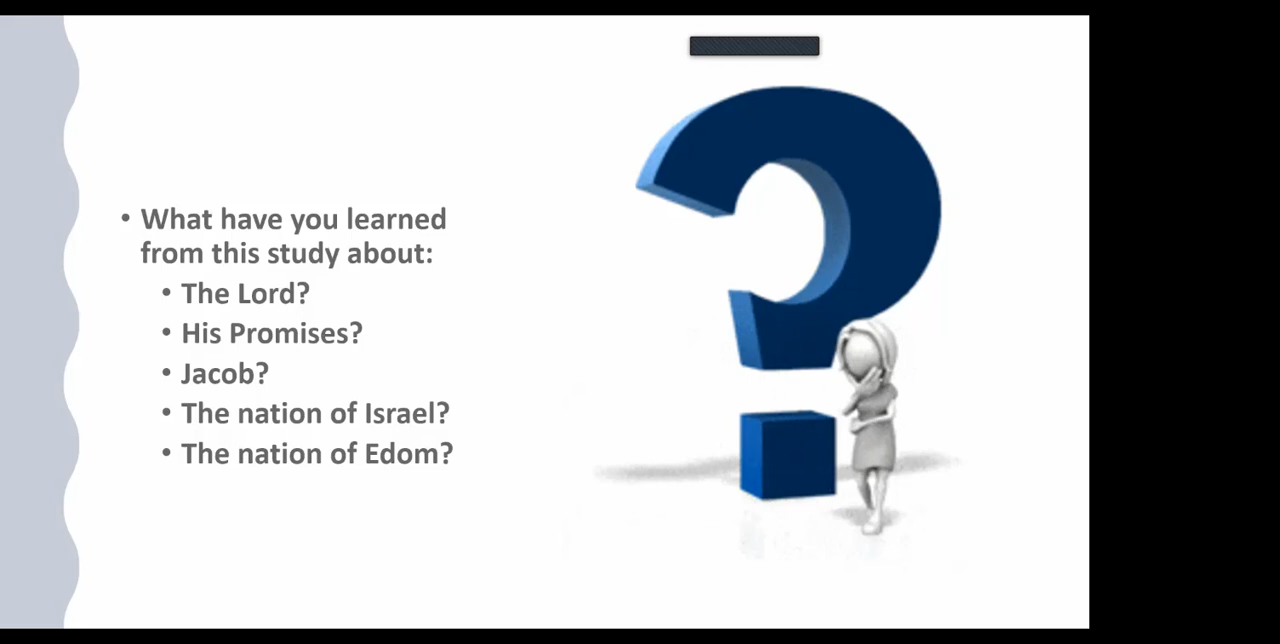 • What have you learned
from this study about:
• The Lord?
• His Promises?
• Jacob?
• The nation of Israel?
• The nation of Edom?